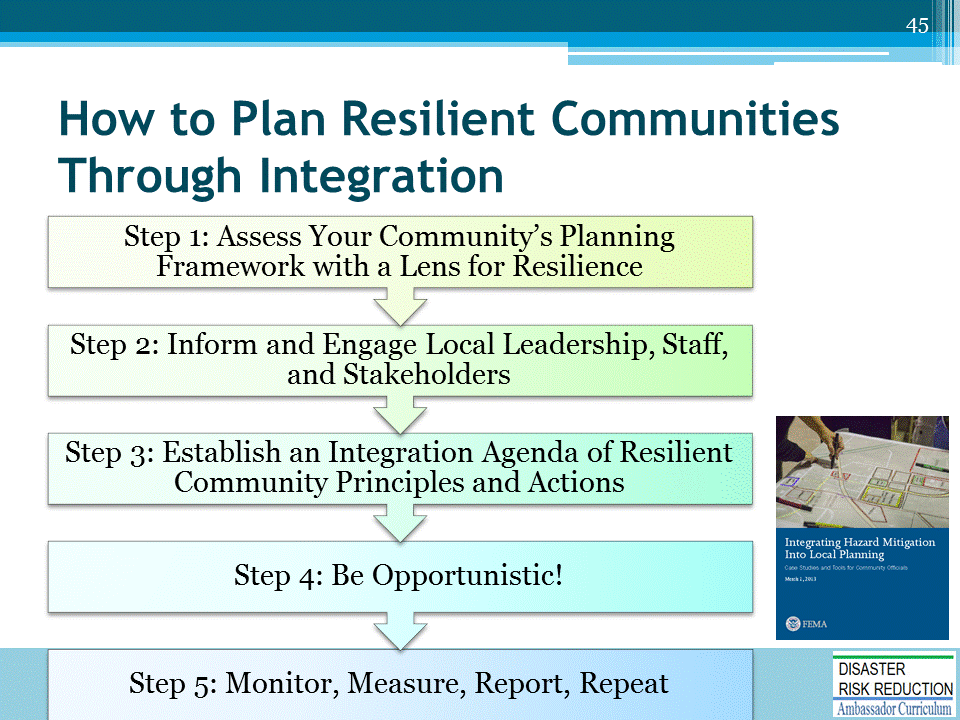 45
How to Plan Resilient Communities
Through Integration
Step 1: Assess Your Community’s Planning
Framework with a Lens for Resilience
Step 2: Inform and Engage Local Leadership, Staff,
and Stakeholders
Step 3: Establish an Integration Agenda of Resilient
Community Principles and Actions
Step 4: Be Opportunistic!
Step 5: Monitor, Measure, Report, Repeat
Integrating Hazard Mitigation
Into Local Planning
Case Studies and Tools for Community Officials
March 1, 2013
FEMA
DISASTER
RISK REDUCTION
Ambassador Curriculum